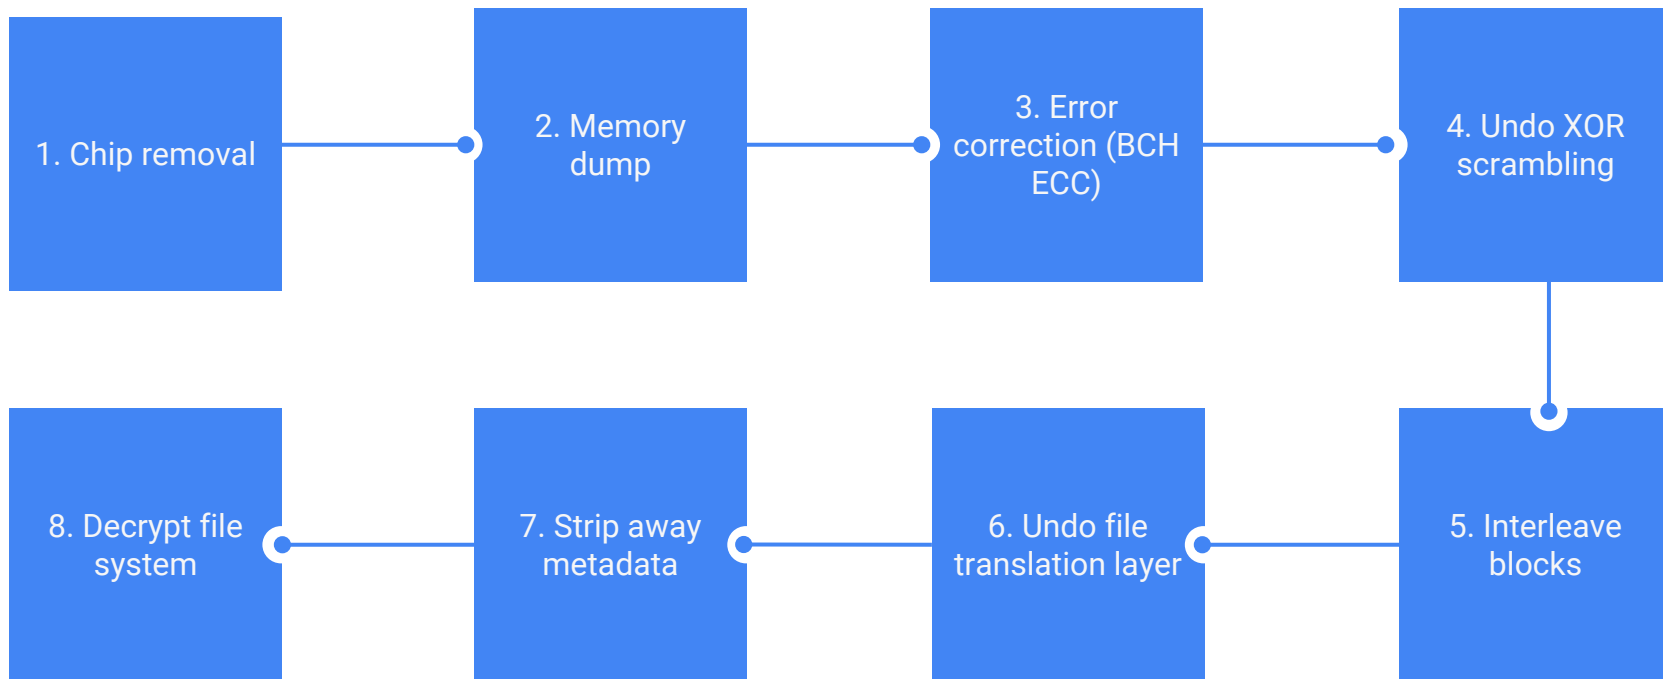 1. Chip removal
2. Memory
dump
3. Error
correction (BCH
ECC)
4. Undo XOR
scrambling
5. Interleave
blocks
6. Undo file
translation layer
7. Strip away
metadata
8. Decrypt file
system